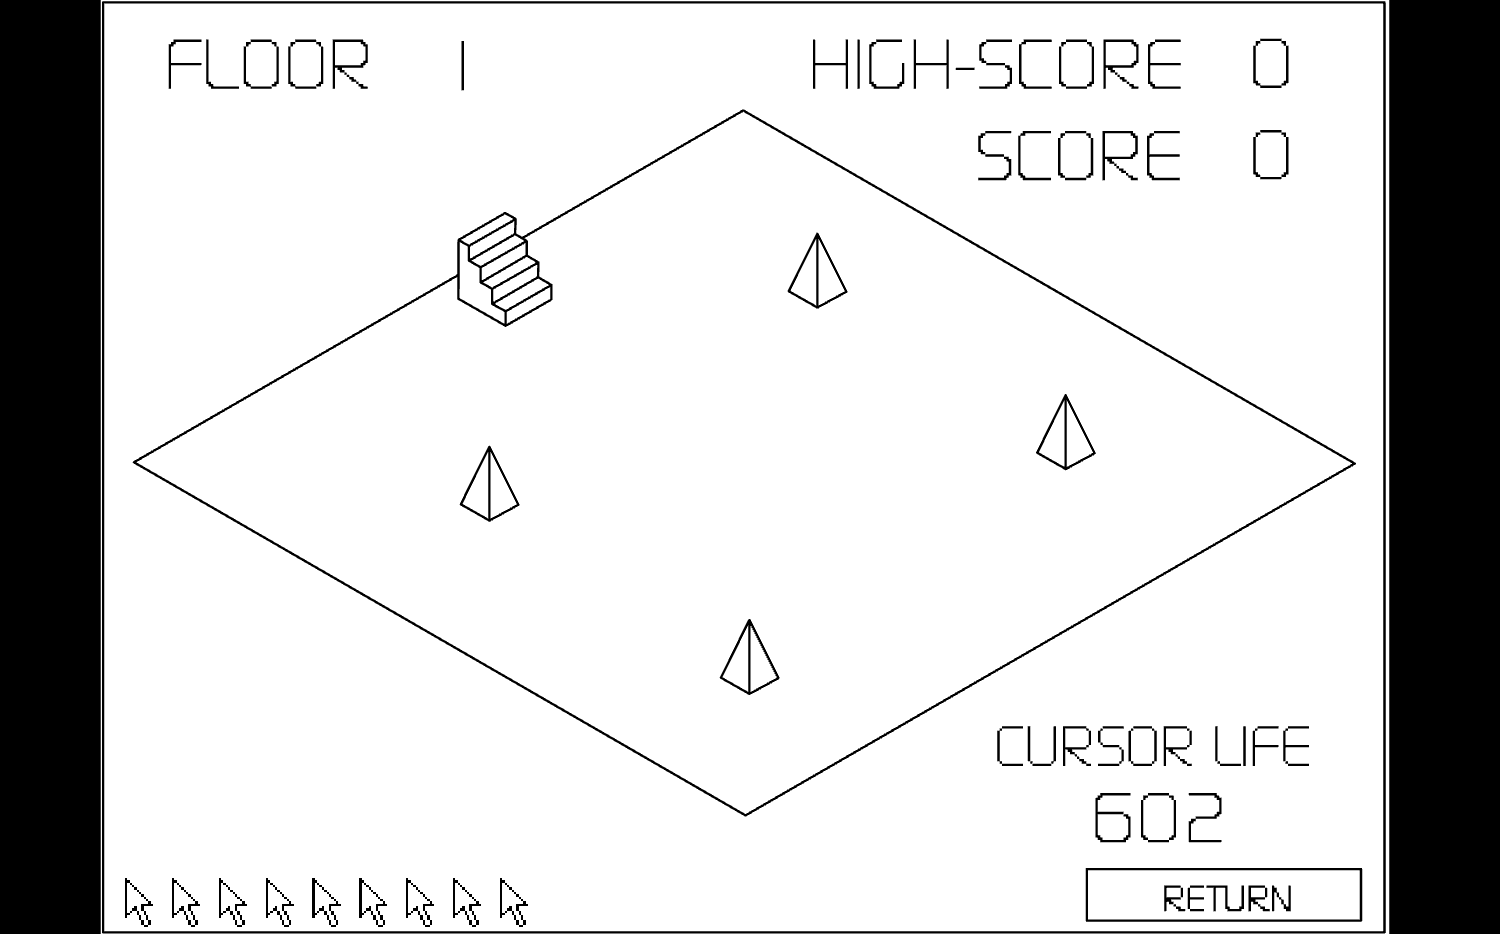 FLOOR 1
HIGH-SCORE 0
SCORE 0
CURSOR LIFE
602
RETURN